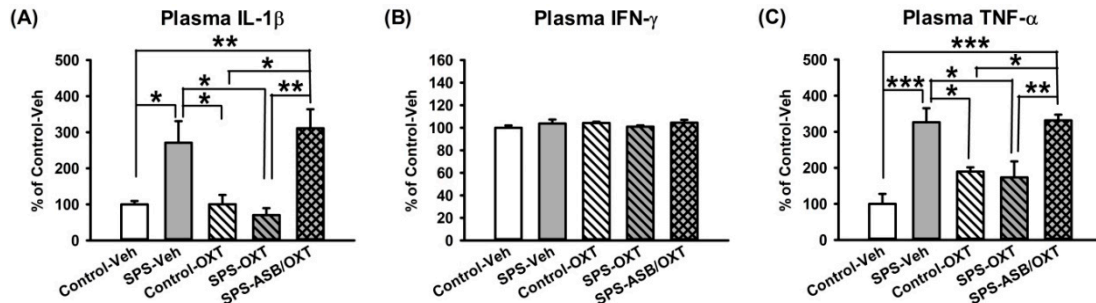 (A) Plasma IL-1β
% of Control-Veh
500
400
300
200
100
0
**
*
*
*
*
**
Control-Veh
SPS-Veh
Control-OXT
SPS-OXT
SPS-ASB/OXT
(B) Plasma IFN-γ
% of Control-Veh
160
140
120
100
80
60
40
20
0
Control-Veh
SPS-Veh
Control-OXT
SPS-OXT
SPS-ASB/OXT
(C) Plasma TNF-α
% of Control-Veh
500
400
300
200
100
0
***
*
*
***
*
**
Control-Veh
SPS-Veh
Control-OXT
SPS-OXT
SPS-ASB/OXT